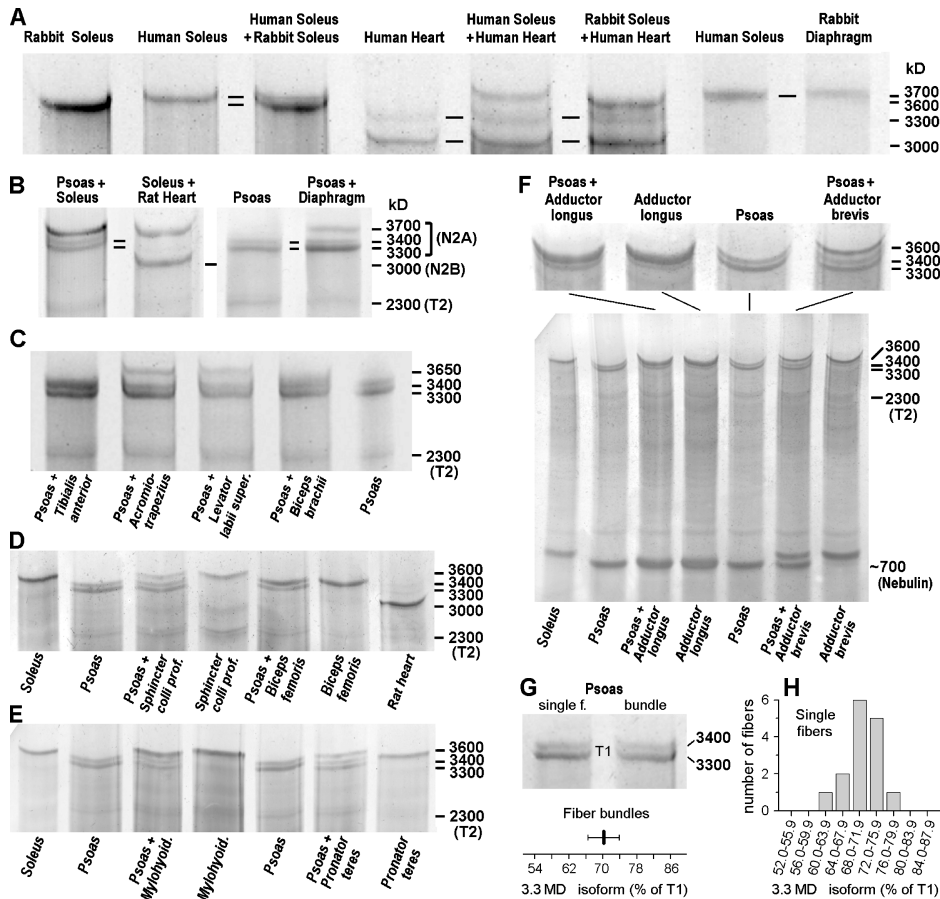 A
Rabbit Soleus
Human Soleus
Human Soleus
+ Rabbit Soleus
Human Heart
Human Soleus
+ Human Heart
Rabbit Soleus
+ Human Heart
Human Soleus
Rabbit
Diaphragm
kD
3700
3600
3300
3000
B
Psoas +
Soleus
Soleus +
Rat Heart
Psoas
Psoas +
Diaphragm
kD
3700
3400
3300
(N2A)
3000 (N2B)
2300 (T2)
C
3650
3400
3300
2300
(T2)
Psoas +
Tibialis
anterior
Psoas +
Acromio-
trapezius
Psoas +
Levator
labii super.
Psoas +
Biceps
brachii
Psoas
D
3600
3400
3300
3000
2300
(T2)
Soleus
Psoas
Psoas +
Sphincter
colli prof.
Sphincter
colli prof.
Psoas +
Biceps
femoris
Biceps
femoris
Rat heart
E
3600
3400
3300
2300
(T2)
Soleus
Psoas
Psoas +
Mylohyoid.
Mylohyoid.
Psoas
Psoas +
Pronator
teres
Pronator
teres
F
Psoas +
Adductor
longus
Adductor
longus
Psoas
Psoas +
Adductor
brevis
3600
3400
3300
3600
3400
3300
2300
(T2)
~700
(Nebulin)
Soleus
Psoas
Psoas +
Adductor
longus
Adductor
longus
Psoas
Psoas +
Adductor
brevis
Adductor
brevis
G
Psoas
single f.
bundle
T1
3400
3300
Fiber bundles
54 62 70 78 86
3.3 MD isoform (% of T1)
H
number of fibers
6
4
2
0
Single
fibers
52.0-55.9
56.0-59.9
60.0-63.9
64.0-67.9
68.0-71.9
72.0-75.9
76.0-79.9
80.0-83.9
84.0-87.9
3.3 MD isoform (% of T1)